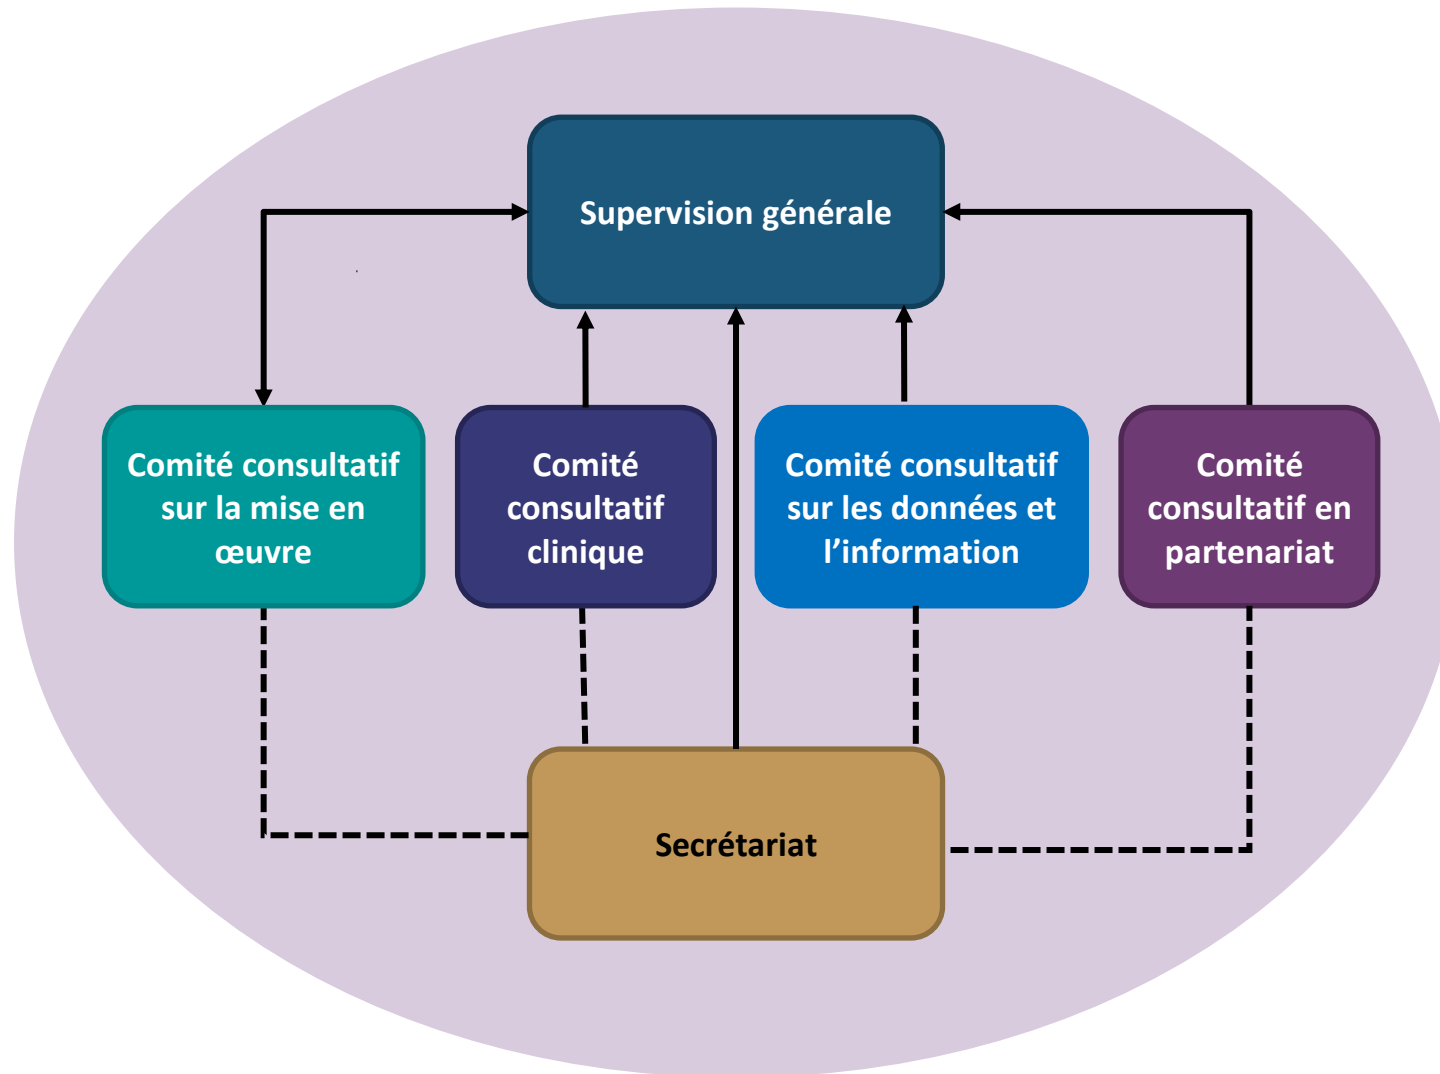 Supervision générale
Comité consultatif
sur la mise en
œuvre
Comité
consultatif
clinique
Comité consultatif
sur les données et
l’information
Comité
consultatif en
partenariat
Secrétariat